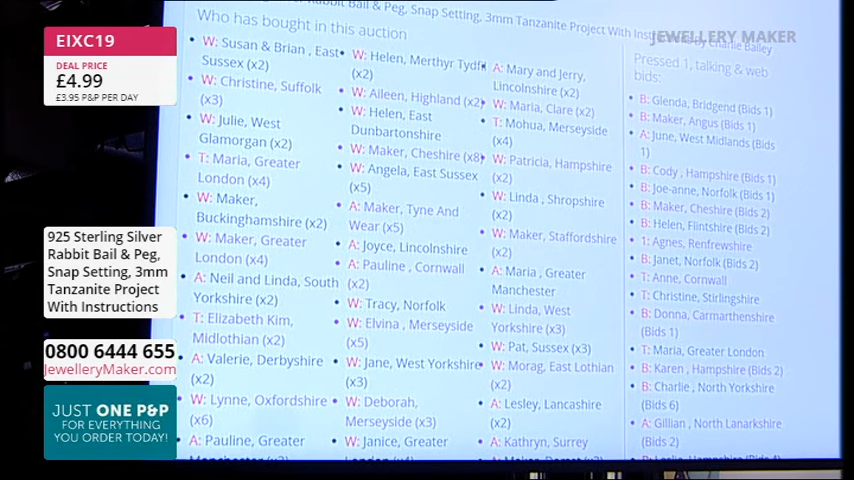 EIXC19
DEAL PRICE
£4.99
£3.95 P&P PER DAY
925 Sterling Silver
Rabbit Bail & Peg,
Snap Setting, 3mm
Tanzanite Project
With Instructions
0800 6444 655
JewelleryMaker.com
JUST ONE P&P
FOR EVERYTHING
YOU ORDER TODAY!
JEWELLERY MAKER
Rabbit Bail & Peg, Snap Setting, 3mm Tanzanite Project With Instructions by Charlie Bailey
Who has bought in this auction
W: Susan & Brian , East
Sussex (x2)
W: Christine, Suffolk
(x3)
W: Julie, West
Glamorgan (x2)
T: Maria, Greater
London (x4)
W: Maker,
Buckinghamshire (x2)
W: Maker, Greater
London (x4)
A: Neil and Linda, South
Yorkshire (x2)
T: Elizabeth Kim,
Midlothian (x2)
A: Valerie, Derbyshire
(x2)
W: Lynne, Oxfordshire
(x6)
A: Pauline, Greater
W: Helen, Merthyr Tydfil
(x2)
W: Aileen, Highland (x2)
W: Helen, East
Dunbartonshire
W: Maker, Cheshire (x8)
W: Angela, East Sussex
(x5)
A: Maker, Tyne And
Wear (x5)
A: Joyce, Lincolnshire
A: Pauline , Cornwall
(x2)
W: Tracy, Norfolk
W: Elvina , Merseyside
(x5)
W: Jane, West Yorkshire
(x3)
W: Deborah,
Merseyside (x3)
W: Janice, Greater
A: Mary and Jerry,
Lincolnshire (x2)
W: Maria, Clare (x2)
T: Mohua, Merseyside
(x4)
W: Patricia, Hampshire
(x2)
W: Linda , Shropshire
(x2)
W: Maker, Staffordshire
(x2)
A: Maria , Greater
Manchester
W: Linda, West
Yorkshire (x3)
W: Pat, Sussex (x3)
W: Morag, East Lothian
(x2)
A: Lesley, Lancashire
(x2)
A: Kathryn, Surrey
Pressed 1, talking & web
bids:
B: Glenda, Bridgend (Bids 1)
B: Maker, Angus (Bids 1)
A: June, West Midlands (Bids
1)
B: Cody , Hampshire (Bids 1)
B: Joe-anne, Norfolk (Bids 1)
B: Maker, Cheshire (Bids 2)
B: Helen, Flintshire (Bids 2)
1: Agnes, Renfrewshire
B: Janet, Norfolk (Bids 2)
T: Anne, Cornwall
T: Christine, Stirlingshire
B: Donna, Carmarthenshire
(Bids 1)
T: Maria, Greater London
B: Karen , Hampshire (Bids 2)
B: Charlie , North Yorkshire
(Bids 6)
A: Gillian , North Lanarkshire
(Bids 2)